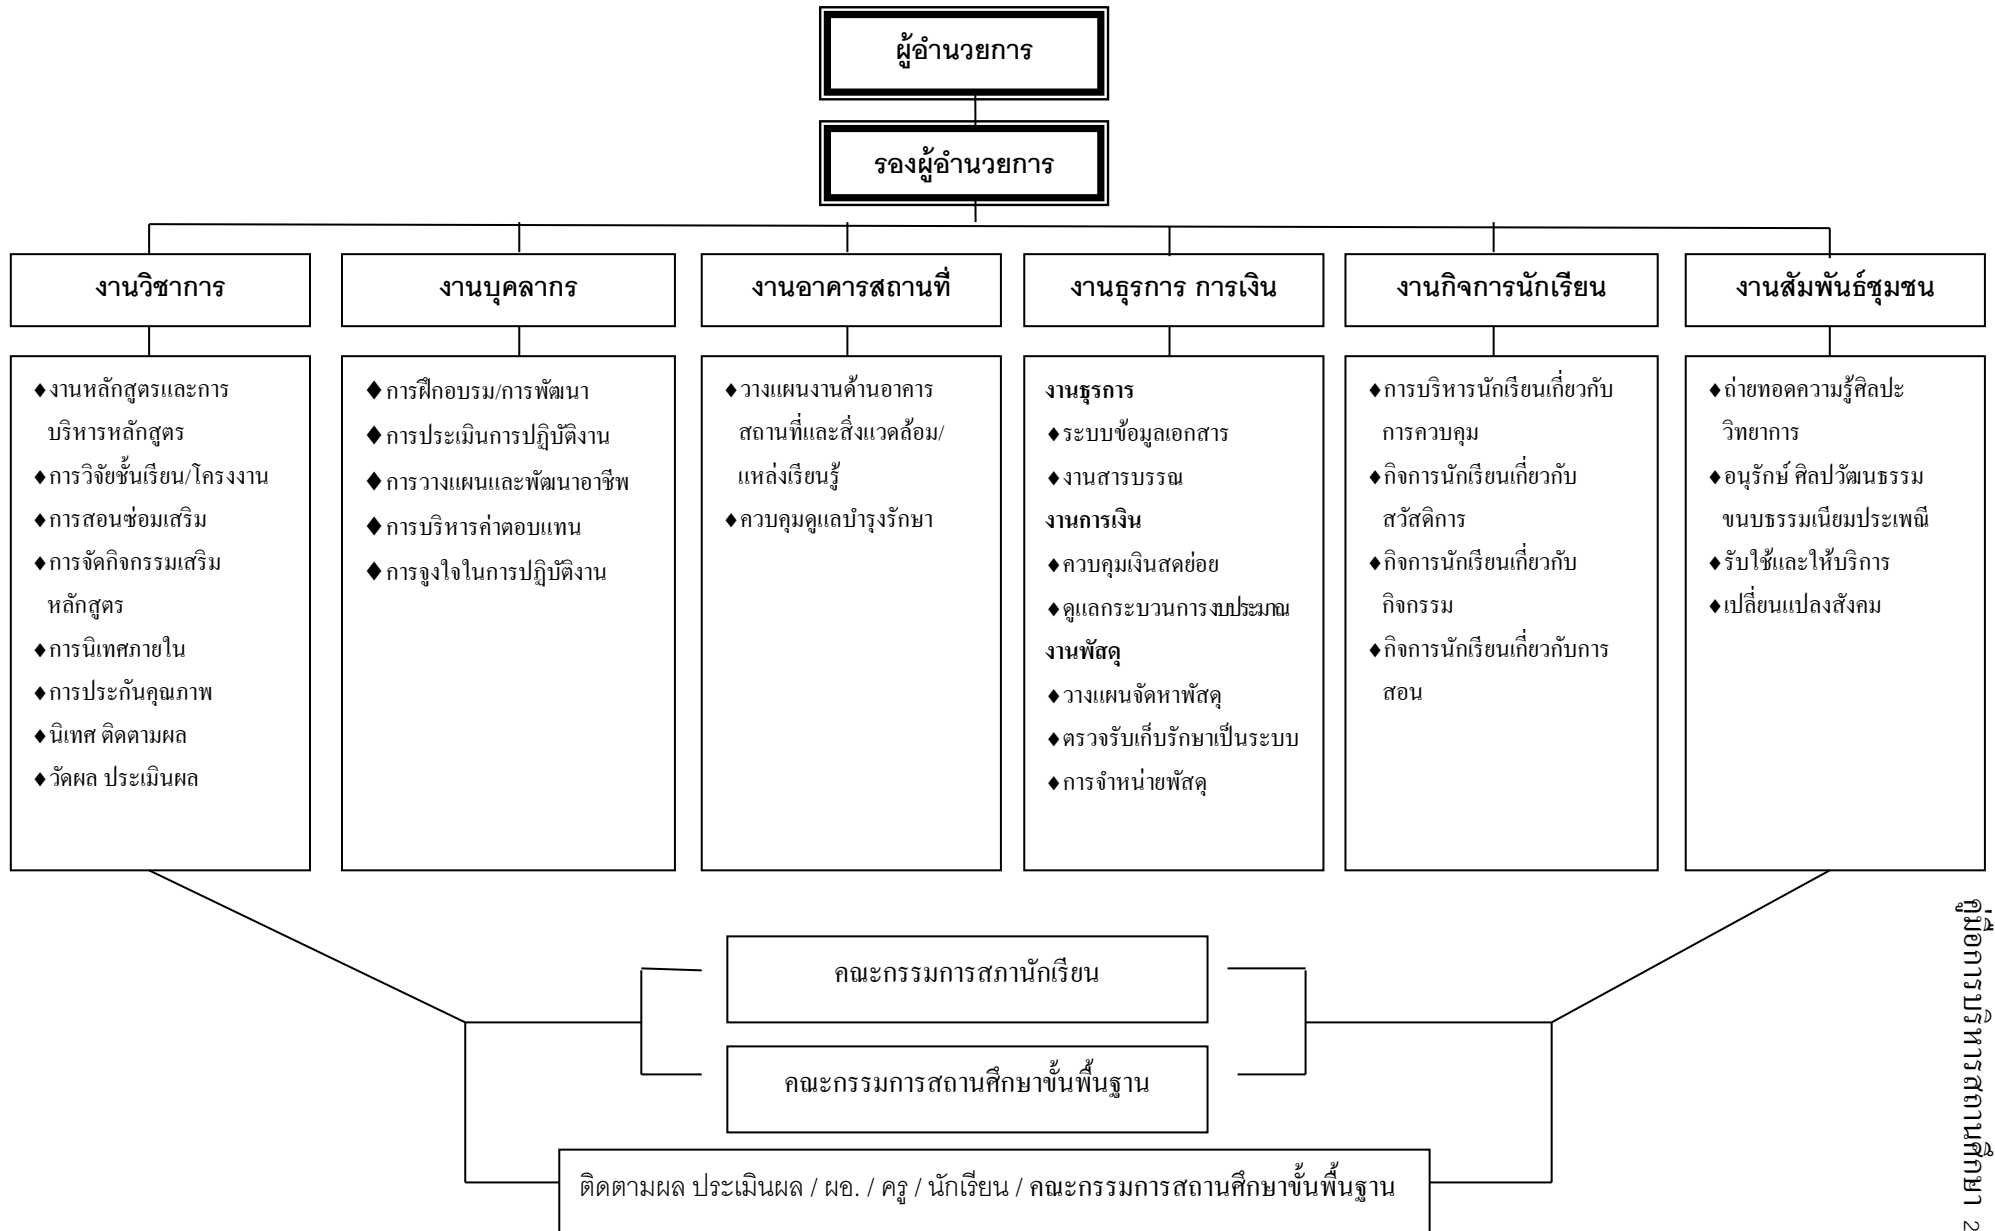 ผู้อำนวยการ
รองผู้อำนวยการ
งานวิชาการ
งานบุคลากร
งานอาคารสถานที่
งานธุรการ การเงิน
งานกิจการนักเรียน
งานสัมพันธ์ชุมชน
♦งานหลักสูตรและการ
บริหารหลักสูตร
♦การวิจัยชั้นเรียน/โครงงาน
♦การสอนซ่อมเสริม
♦การจัดกิจกรรมเสริม
หลักสูตร
♦การนิเทศภายใน
♦การประกันคุณภาพ
♦นิเทศ ติดตามผล
♦วัดผล ประเมินผล
♦การฝึกอบรม/การพัฒนา
♦การประเมินการปฏิบัติงาน
♦การวางแผนและพัฒนาอาชีพ
♦การบริหารค่าตอบแทน
♦การจูงใจในการปฏิบัติงาน
♦วางแผนงานด้านอาคาร
สถานที่และสิ่งแวดล้อม/
แหล่งเรียนรู้
♦ควบคุมดูแลบำรุงรักษา
งานธุรการ
♦ระบบข้อมูลเอกสาร
♦งานสารบรรณ
งานการเงิน
♦ควบคุมเงินสดย่อย
♦ดูแลกระบวนการงบประมาณ
งานพัสดุ
♦วางแผนจัดหาพัสดุ
♦ตรวจรับเก็บรักษาเป็นระบบ
♦การจำหน่ายพัสดุ
♦การบริหารนักเรียนเกี่ยวกับ
การควบคุม
♦กิจการนักเรียนเกี่ยวกับ
สวัสดิการ
♦กิจการนักเรียนเกี่ยวกับ
กิจกรรม
♦กิจการนักเรียนเกี่ยวกับการ
สอน
♦ถ่ายทอดความรู้ศิลปะ
วิทยาการ
♦อนุรักษ์ ศิลปวัฒนธรรม
ขนบธรรมเนียมประเพณี
♦รับใช้และให้บริการ
♦เปลี่ยนแปลงสังคม
คณะกรรมการสภานักเรียน
คณะกรรมการสถานศึกษาขั้นพื้นฐาน
ติดตามผล ประเมินผล / ผอ. / ครู / นักเรียน / คณะกรรมการสถานศึกษาขั้นพื้นฐาน
คู่มือการบริหารสถานศึกษา 2